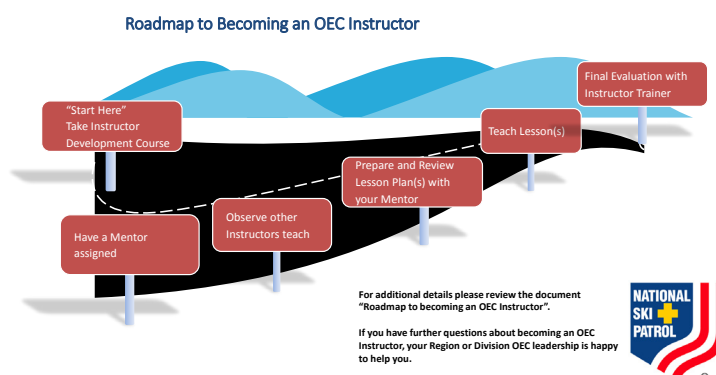 Roadmap to Becoming an OEC Instructor
Final Evaluation with
Instructor Trainer
"Start Here"
Take Instructor
Development Course
Teach Lesson(s)
Prepare and Review
Lesson Plan(s) with
your Mentor
Observe other
Instructors teach
Have a Mentor
assigned
For additional details please review the document
"Roadmap to becoming an OEC Instructor".
If you have further questions about becoming an OEC
Instructor, your Region or Division OEC leadership is happy
to help you.
NATIONAL
SKI
PATROL